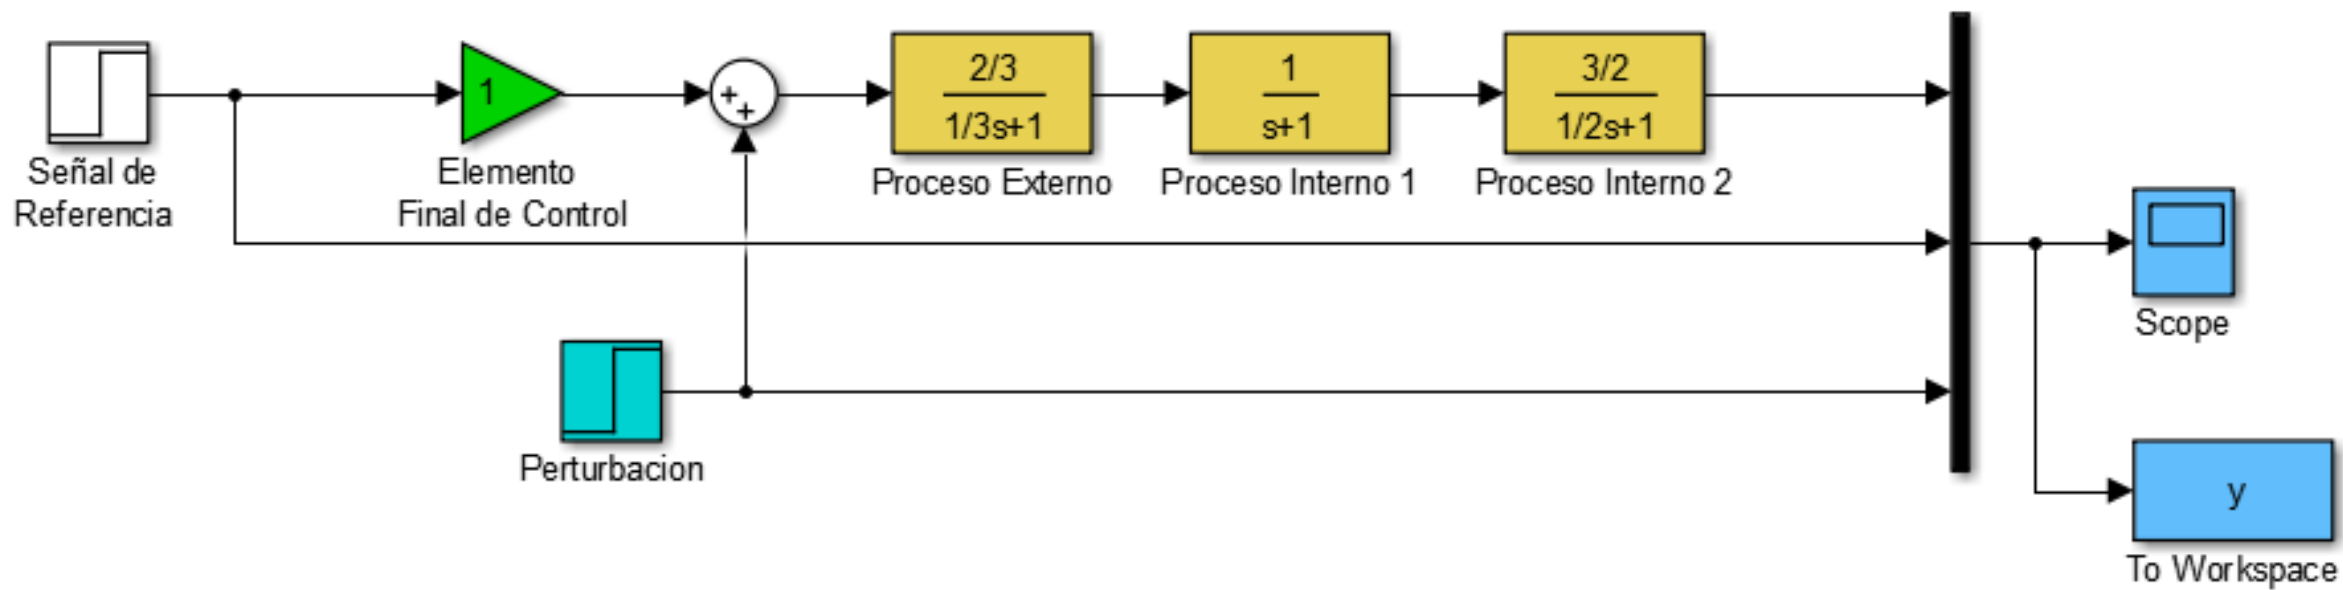 1
+
+
2/3
1/3s+1
1
s+1
3/2
1/2s+1
Señal de
Referencia
Elemento
Final de Control
Proceso Externo
Proceso Interno 1
Proceso Interno 2
Scope
Perturbacion
y
To Workspace